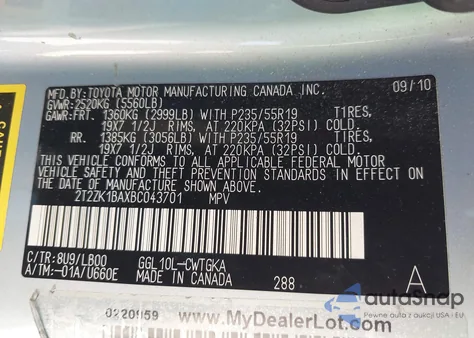 MFD.BY:TOYOTA MOTOR MANUFACTURING CANADA INC. 09/10
GVWR:2520KG (5560LB)
GAWR:FRT. 1360KG (2999LB) WITH P235/55R19 TIRES,
19X7 1/2J RIMS, AT 220KPA (32PSI) COLD.
RR. 1385KG (3056LB) WITH P235/55R19 TIRES,
19X7 1/2J RIMS, AT 220KPA (32PSI) COLD.
THIS VEHICLE CONFORMS TO ALL APPLICABLE FEDERAL MOTOR
VEHICLE SAFETY AND THEFT PREVENTION STANDARDS IN EFFECT
ON THE DATE OF MANUFACTURE SHOWN ABOVE.
2T2ZK1BAXBC043701 MPV
C/TR:8U9/LB00 GGL10L-CWTGKA
A/TM:-01A/U660E MADE IN CANADA 288 A
autoSnap
www.MyDealerLot.com